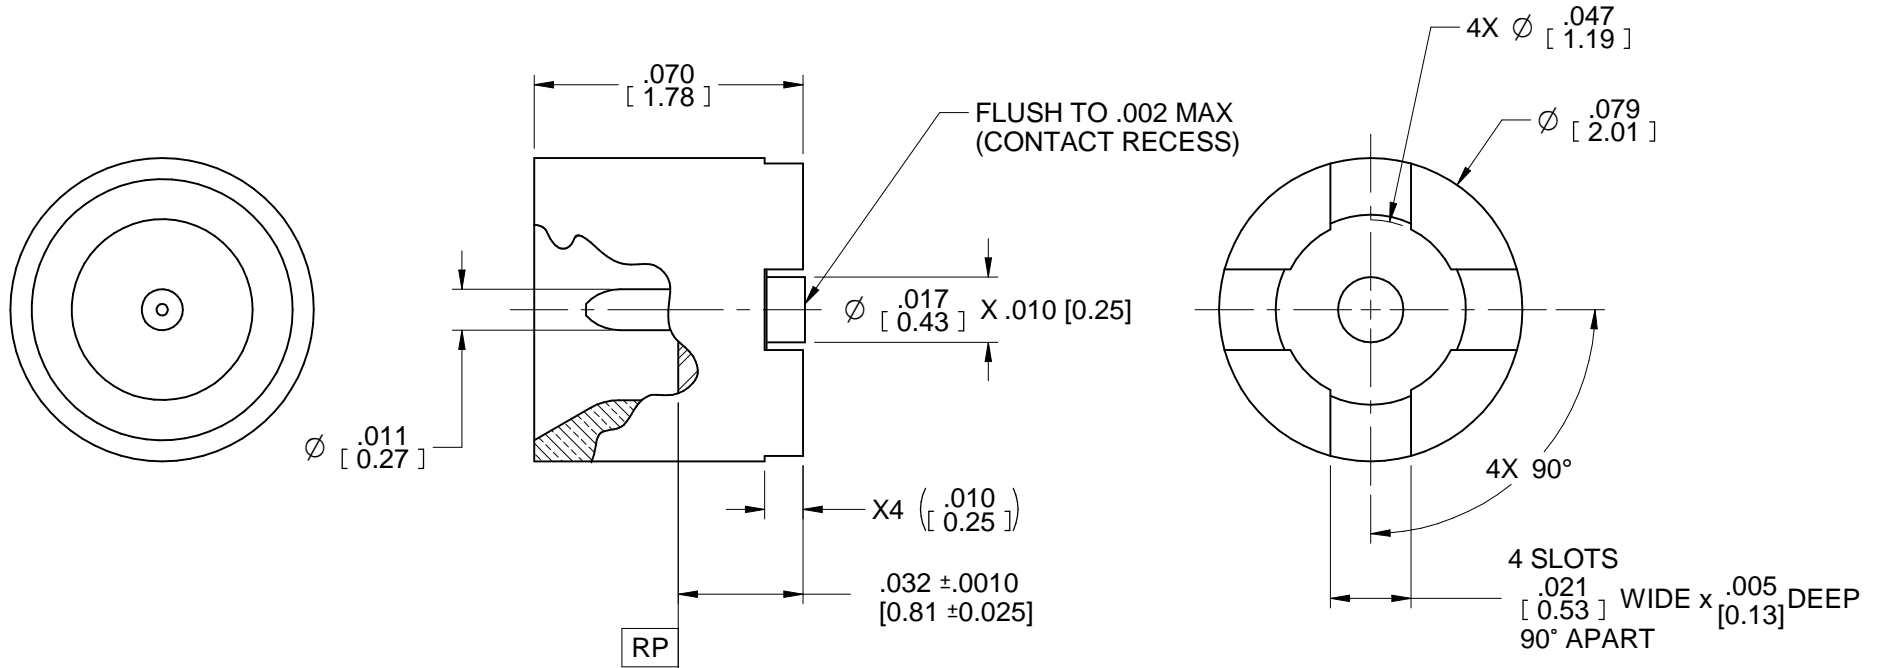 .070
[ 1.78 ]
FLUSH TO .002 MAX
(CONTACT RECESS)
4X ∅ .047
[ 1.19 ]
∅ .079
[ 2.01 ]
∅ .017
[ 0.43 ] X .010 [0.25]
∅ .011
[ 0.27 ]
X4 ( .010
[ 0.25 ] )
.032 ±.0010
[0.81 ±0.025]
RP
4X 90°
4 SLOTS
.021
[ 0.53 ] WIDE x .005
[0.13] DEEP
90° APART